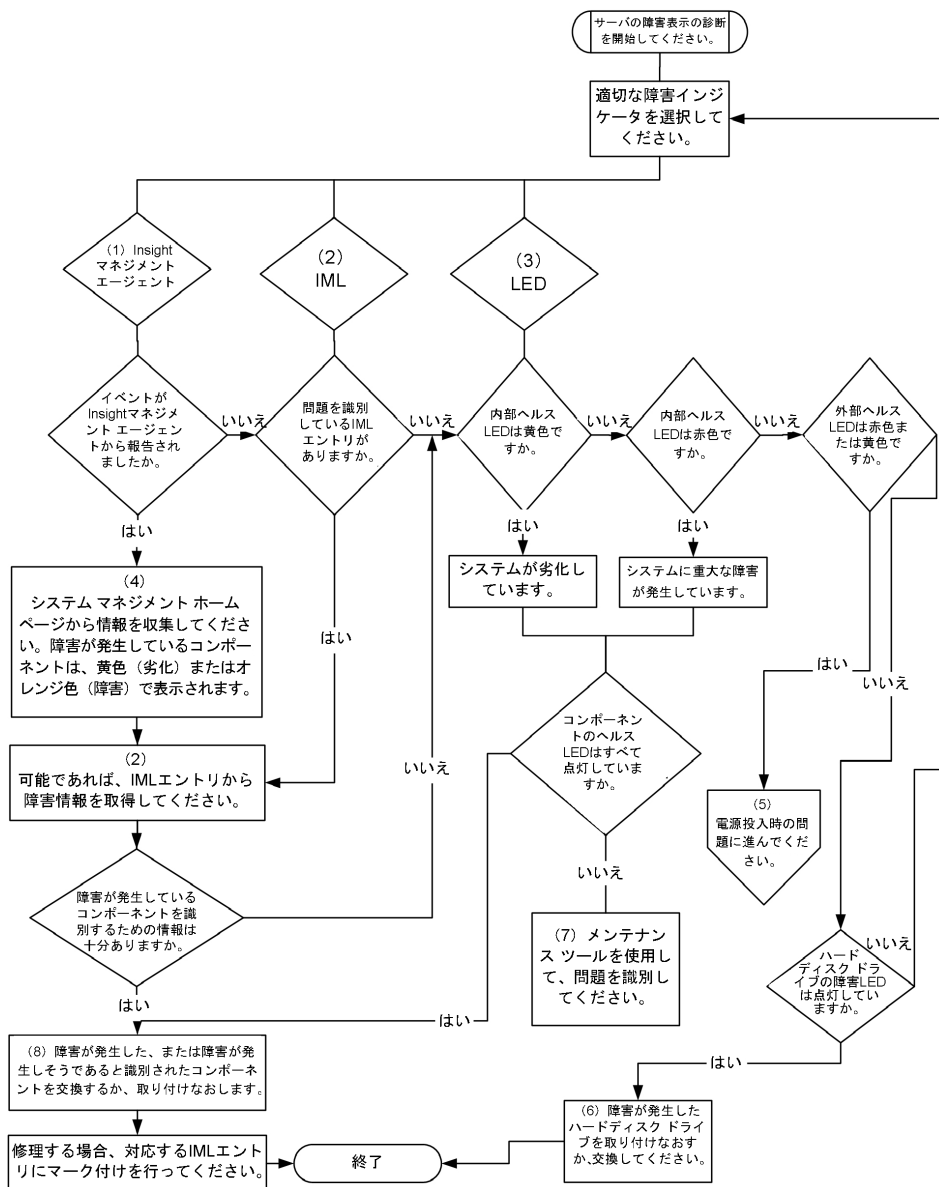 サーバの障害表示の診断
を開始してください。
適切な障害インジ
ケータを選択して
ください。
(1) Insight
マネジメント
エージェント
(2)
IML
(3)
LED
イベントが
Insightマネジメ
ント エージェ
ントから報告され
ましたか。
いいえ
問題を識別
しているIML
エントリが
ありますか。
いいえ
内部ヘルス
LEDは黄色で
すか。
いいえ
内部ヘルス
LEDは赤色で
すか。
いいえ
外部ヘルス
LEDは赤色ま
たは黄色で
すか。
はい
はい
はい
(4)
システム マネジメント ホーム
ページから情報を収集してくださ
い。障害が発生しているコンポー
ネントは、黄色(劣化)またはオ
レンジ色(障害)で表示されます。
システムが劣化し
ています。
システムに重大な障害
が発生しています。
はい
はい
いいえ
(2)
可能であれば、IMLエントリから
障害情報を取得してください。
いいえ
コンポーネント
のヘルス
LEDはすべて
点灯していま
すか。
(5)
電源投入時の問
題に進んでくだ
さい。
障害が発生している
コンポーネントを識
別するための情報は
十分ありますか。
いいえ
(7) メンテナン
ス ツールを使用し
て、問題を識別し
てください。
いいえ
ハード
ディスク ドラ
イブの障害LED
は点灯してい
ますか。
はい
はい
はい
(8) 障害が発生した、または障害が発
生しそうであると識別されたコンポーネ
ントを交換するか、取り付けなおします。
(6) 障害が発生した
ハードディスク ドライ
ブを取り付けなおす
か、交換してください。
修理する場合、対応するIMLエント
リにマーク付けを行ってください。
終了